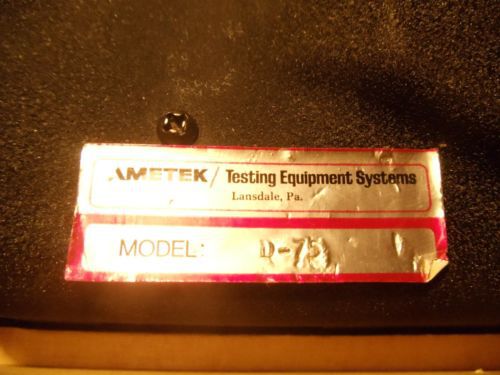 AMETEK / Testing Equipment Systems
Lansdale, Pa.
MODEL: D-75